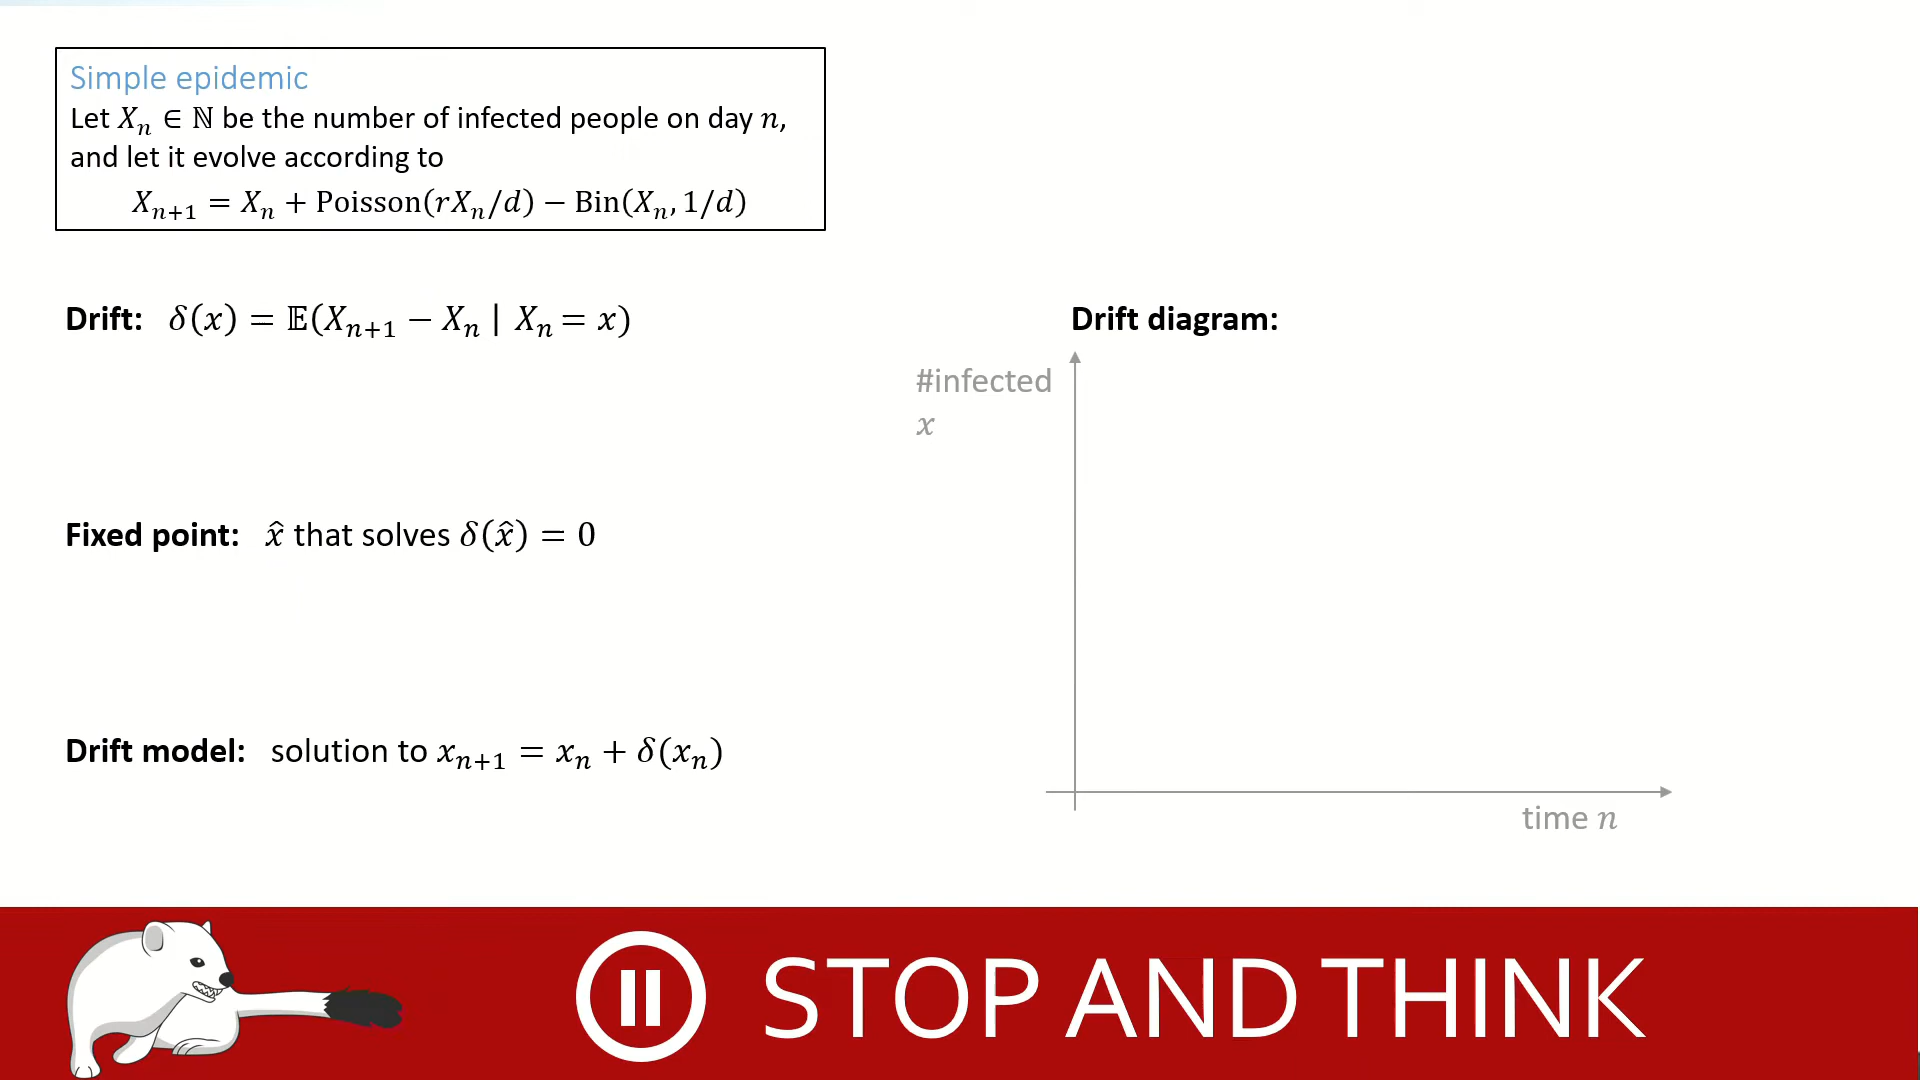 Simple epidemic
Let Xₙ ∈ ℕ be the number of infected people on day n,
and let it evolve according to
Xₙ₊₁ = Xₙ + Poisson(rXₙ/d) − Bin(Xₙ, 1/d)
Drift: δ(x) = 𝔼(Xₙ₊₁ − Xₙ | Xₙ = x)
Drift diagram:
#infected
x
Fixed point: x̂ that solves δ(x̂) = 0
Drift model: solution to xₙ₊₁ = xₙ + δ(xₙ)
time n
STOP AND THINK